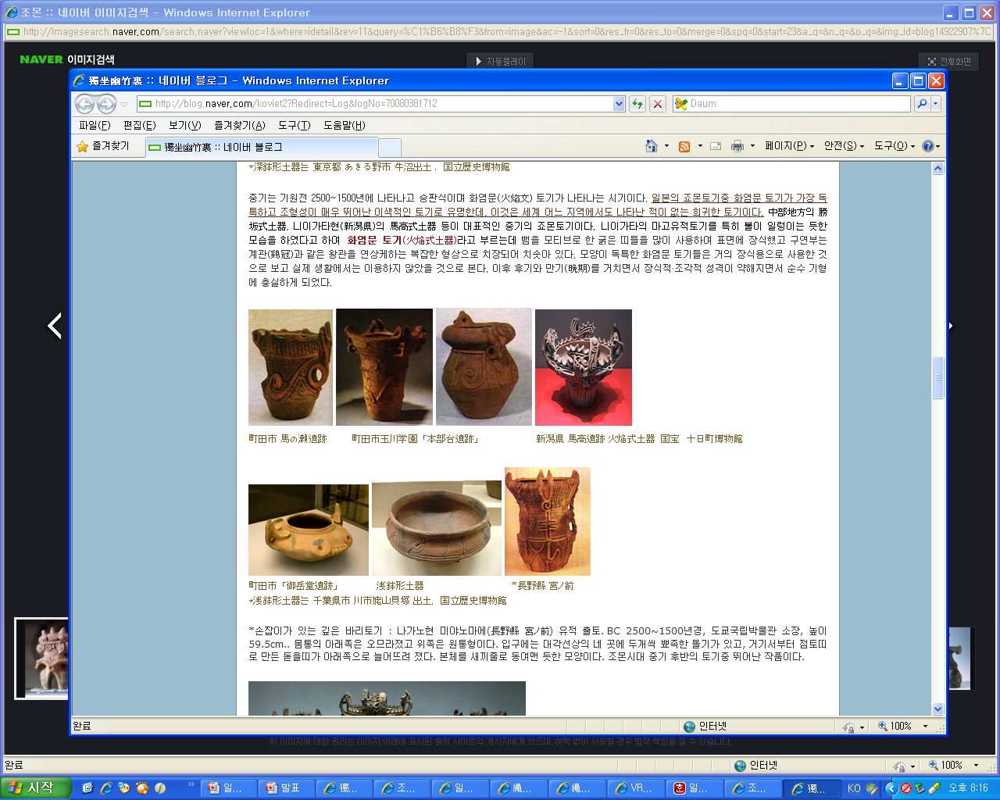 조몬 :: 네이버 이미지검색 - Windows Internet Explorer
http://imagesearch.naver.com/search.naver?viewloc=1&where=idetail&rev=11&query=%C1%B6%B8%F3&from=image&ac=-1&sort=0&res_fr=0&res_to=0&merge=0&spq=0&start=23&a_q=&n_q=&o_q=&img_id=blog14922907%7C
NAVER 이미지검색
자동플레이
전체화면
獨坐幽竹裏 :: 네이버 블로그 - Windows Internet Explorer
http://blog.naver.com/koviet2?Redirect=Log&logNo=70080381712
Daum
파일(F) 편집(E) 보기(V) 즐겨찾기(A) 도구(T) 도움말(H)
즐겨찾기
獨坐幽竹裏 :: 네이버 블로그
페이지(P) 안전(S) 도구(O)
*深鉢形土器는 東京都 あきる野市 牛沼出土 . 国立歴史博物館
중기는 기원전 2500~1500년에 나타나고 승판식이며 화염문(火焰文) 토기가 나타나는 시기이다. 일본의 죠몬토기중 화염문 토기가 가장 독
특하고 조형성이 매우 뛰어난 이색적인 토기로 유명한데, 이것은 세계 어느 지역에서도 나타난 적이 없는 희귀한 토기이다. 中部地方의 勝
坂式土器, 니이가타현(新潟県)의 馬高式土器 등이 대표적인 중기의 죠몬토기이다. 니이가타의 마고유적토기를 특히 불이 일렁이는 듯한
모습을 하였다고 하여 화염문 토기(火焔式土器)라고 부르는데 뱀을 모티브로 한 굵은 띠들을 많이 사용하여 표면에 장식했고 구연부는
계관(鶏冠)과 같은 왕관을 연상케하는 복잡한 형상으로 치장되어 치솟아 있다. 모양이 독특한 화염문 토기들은 거의 장식용으로 사용한 것
으로 보고 실제 생활에서는 이용하지 않았을 것으로 본다. 이후 후기와 만기(晩期)를 거치면서 장식적·조각적 성격이 약해지면서 순수 기형
에 충실하게 되었다.
町田市 馬の瀬遺跡 町田市玉川学園「本部台遺跡」 新潟県 馬高遺跡 火焔式土器 国宝 十日町博物館
町田市「御岳堂遺跡」 浅鉢形土器 *長野縣 宮ノ前
*浅鉢形土器는 千葉県市 川市姥山貝塚 出土. 国立歴史博物館
*손잡이가 있는 깊은 바리토기 : 나가노현 미야노마에(長野縣 宮ノ前) 유적 출토. BC 2500~1500년경, 도쿄국립박물관 소장, 높이
59.5cm.. 몸통의 아래쪽은 오므라졌고 위쪽은 원통형이다. 입구에는 대각선상의 네 곳에 두개씩 뾰족한 돌기가 있고, 거기서부터 점토띠
로 만든 돋을띠가 아래쪽으로 늘어뜨려 졌다. 본체를 새끼줄로 동여맨 듯한 모양이다. 조몬시대 중기 후반의 토기중 뛰어난 작품이다.
완료 인터넷 100%
위 이미지에 대한 권리는 이미지 아래에 표시된 출처 사이트의 게시자에게 있으며, 허락 없이 사용할 경우 법적 책임을 질 수 있습니다.
완료 인터넷 100%
시작 일... 발표 獨... 조... 일... 繩... 繩... VR... 일... 조... 獨... KO 오후 8:16